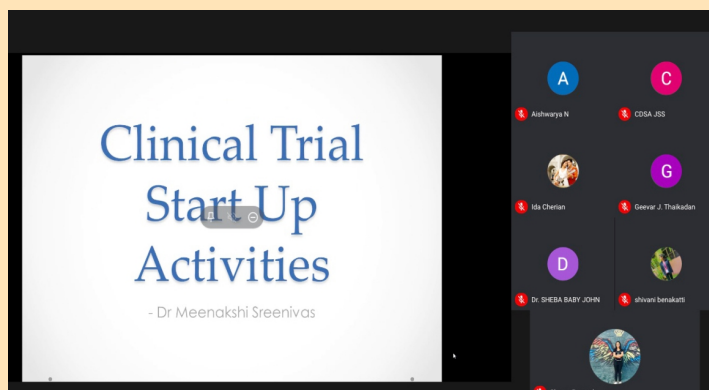 Clinical Trial
Start Up
Activities
- Dr Meenakshi Sreenivas
A
Aishwarya N
C
CDSA JSS
Ida Cherian
G
Geevar J. Thaikadan
D
Dr. SHEBA BABY JOHN
shivani benakatti